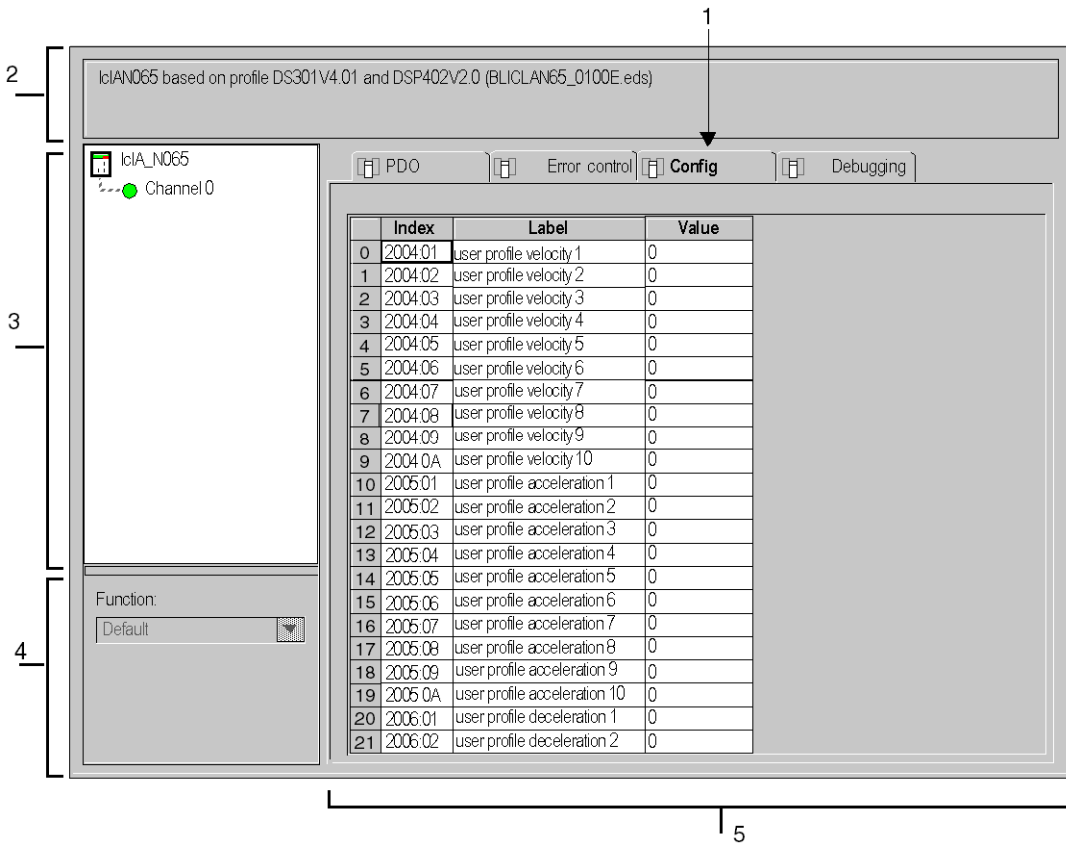 1
2
IclAN065 based on profile DS301V4.01 and DSP402V2.0 (BLICLAN65_0100E.eds)
3
IclA_N065
Channel 0
PDO Error control Config Debugging
Index Label Value
0 2004:01 user profile velocity 1 0
1 2004:02 user profile velocity 2 0
2 2004:03 user profile velocity 3 0
3 2004:04 user profile velocity 4 0
4 2004:05 user profile velocity 5 0
5 2004:06 user profile velocity 6 0
6 2004:07 user profile velocity 7 0
7 2004:08 user profile velocity 8 0
8 2004:09 user profile velocity 9 0
9 2004:0A user profile velocity 10 0
10 2005:01 user profile acceleration 1 0
11 2005:02 user profile acceleration 2 0
12 2005:03 user profile acceleration 3 0
13 2005:04 user profile acceleration 4 0
14 2005:05 user profile acceleration 5 0
15 2005:06 user profile acceleration 6 0
16 2005:07 user profile acceleration 7 0
17 2005:08 user profile acceleration 8 0
18 2005:09 user profile acceleration 9 0
19 2005:0A user profile acceleration 10 0
20 2006:01 user profile deceleration 1 0
21 2006:02 user profile deceleration 2 0
4
Function:
Default
5